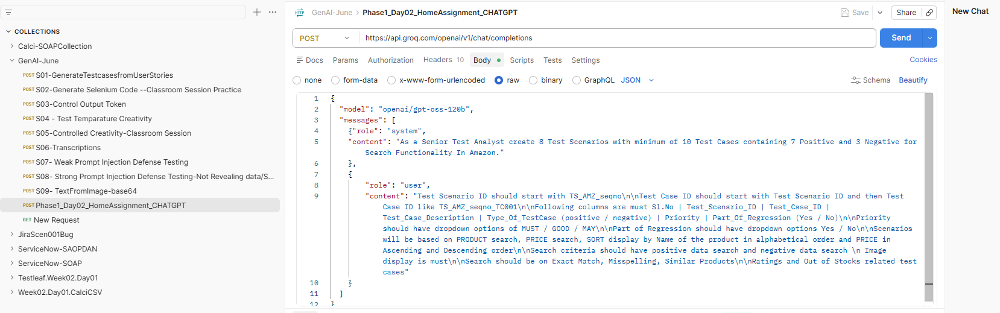 COLLECTIONS
Calci-SOAPCollection
GenAI-June
POST S01-GenerateTestcasesfromUserStories
POST S02-Generate Selenium Code --Classroom Session Practice
POST S03-Control Output Token
POST S04 - Test Temparature Creativity
POST S05-Controlled Creativity-Classroom Session
POST S06-Transcriptions
POST S07- Weak Prompt Injection Defense Testing
POST S08- Strong Prompt Injection Defense Testing-Not Revealing data/S...
POST S09- TextFromImage-base64
POST Phase1_Day02_HomeAssignment_CHATGPT
GET New Request
JiraScen001Bug
ServiceNow-SAOPDAN
ServiceNow-SOAP
Testleaf.Week02.Day01
Week02.Day01.CalciCSV
HTTP GenAI-June > Phase1_Day02_HomeAssignment_CHATGPT
Save Share
POST https://api.groq.com/openai/v1/chat/completions Send
Docs Params Authorization Headers 10 Body Scripts Tests Settings Cookies
none form-data x-www-form-urlencoded raw binary GraphQL JSON Schema Beautify
1 {
2 "model": "openai/gpt-oss-120b",
3 "messages": [
4 {"role": "system",
5 "content": "As a Senior Test Analyst create 8 Test Scenarios with minimum of 10 Test Cases containing 7 Positive and 3 Negative for
Search Functionality In Amazon."
6 },
7 {
8 "role": "user",
9 "content": "Test Scenario ID should start with TS_AMZ_seqno\n\nTest Case ID should start with Test Scenario ID and then Test
Case ID like TS_AMZ_seqno_TC001\n\nFollowing columns are must Sl.No | Test_Scenario_ID | Test_Case_ID |
Test_Case_Description | Type_Of_TestCase (positive / negative) | Priority | Part_Of_Regression (Yes / No)\n\nPriority
should have dropdown options of MUST / GOOD / MAY\n\nPart of Regression should have dropdown options Yes / No\n\nScenarios
will be based on PRODUCT search, PRICE search, SORT display by Name of the product in alphabetical order and PRICE in
Ascending and Descending order\n\nSearch criteria should have positive data search and negative data search \n Image
display is must\n\nSearch should be on Exact Match, Misspelling, Similar Products\n\nRatings and Out of Stocks related test
cases"
10 }
11 ]
12 }
New Chat